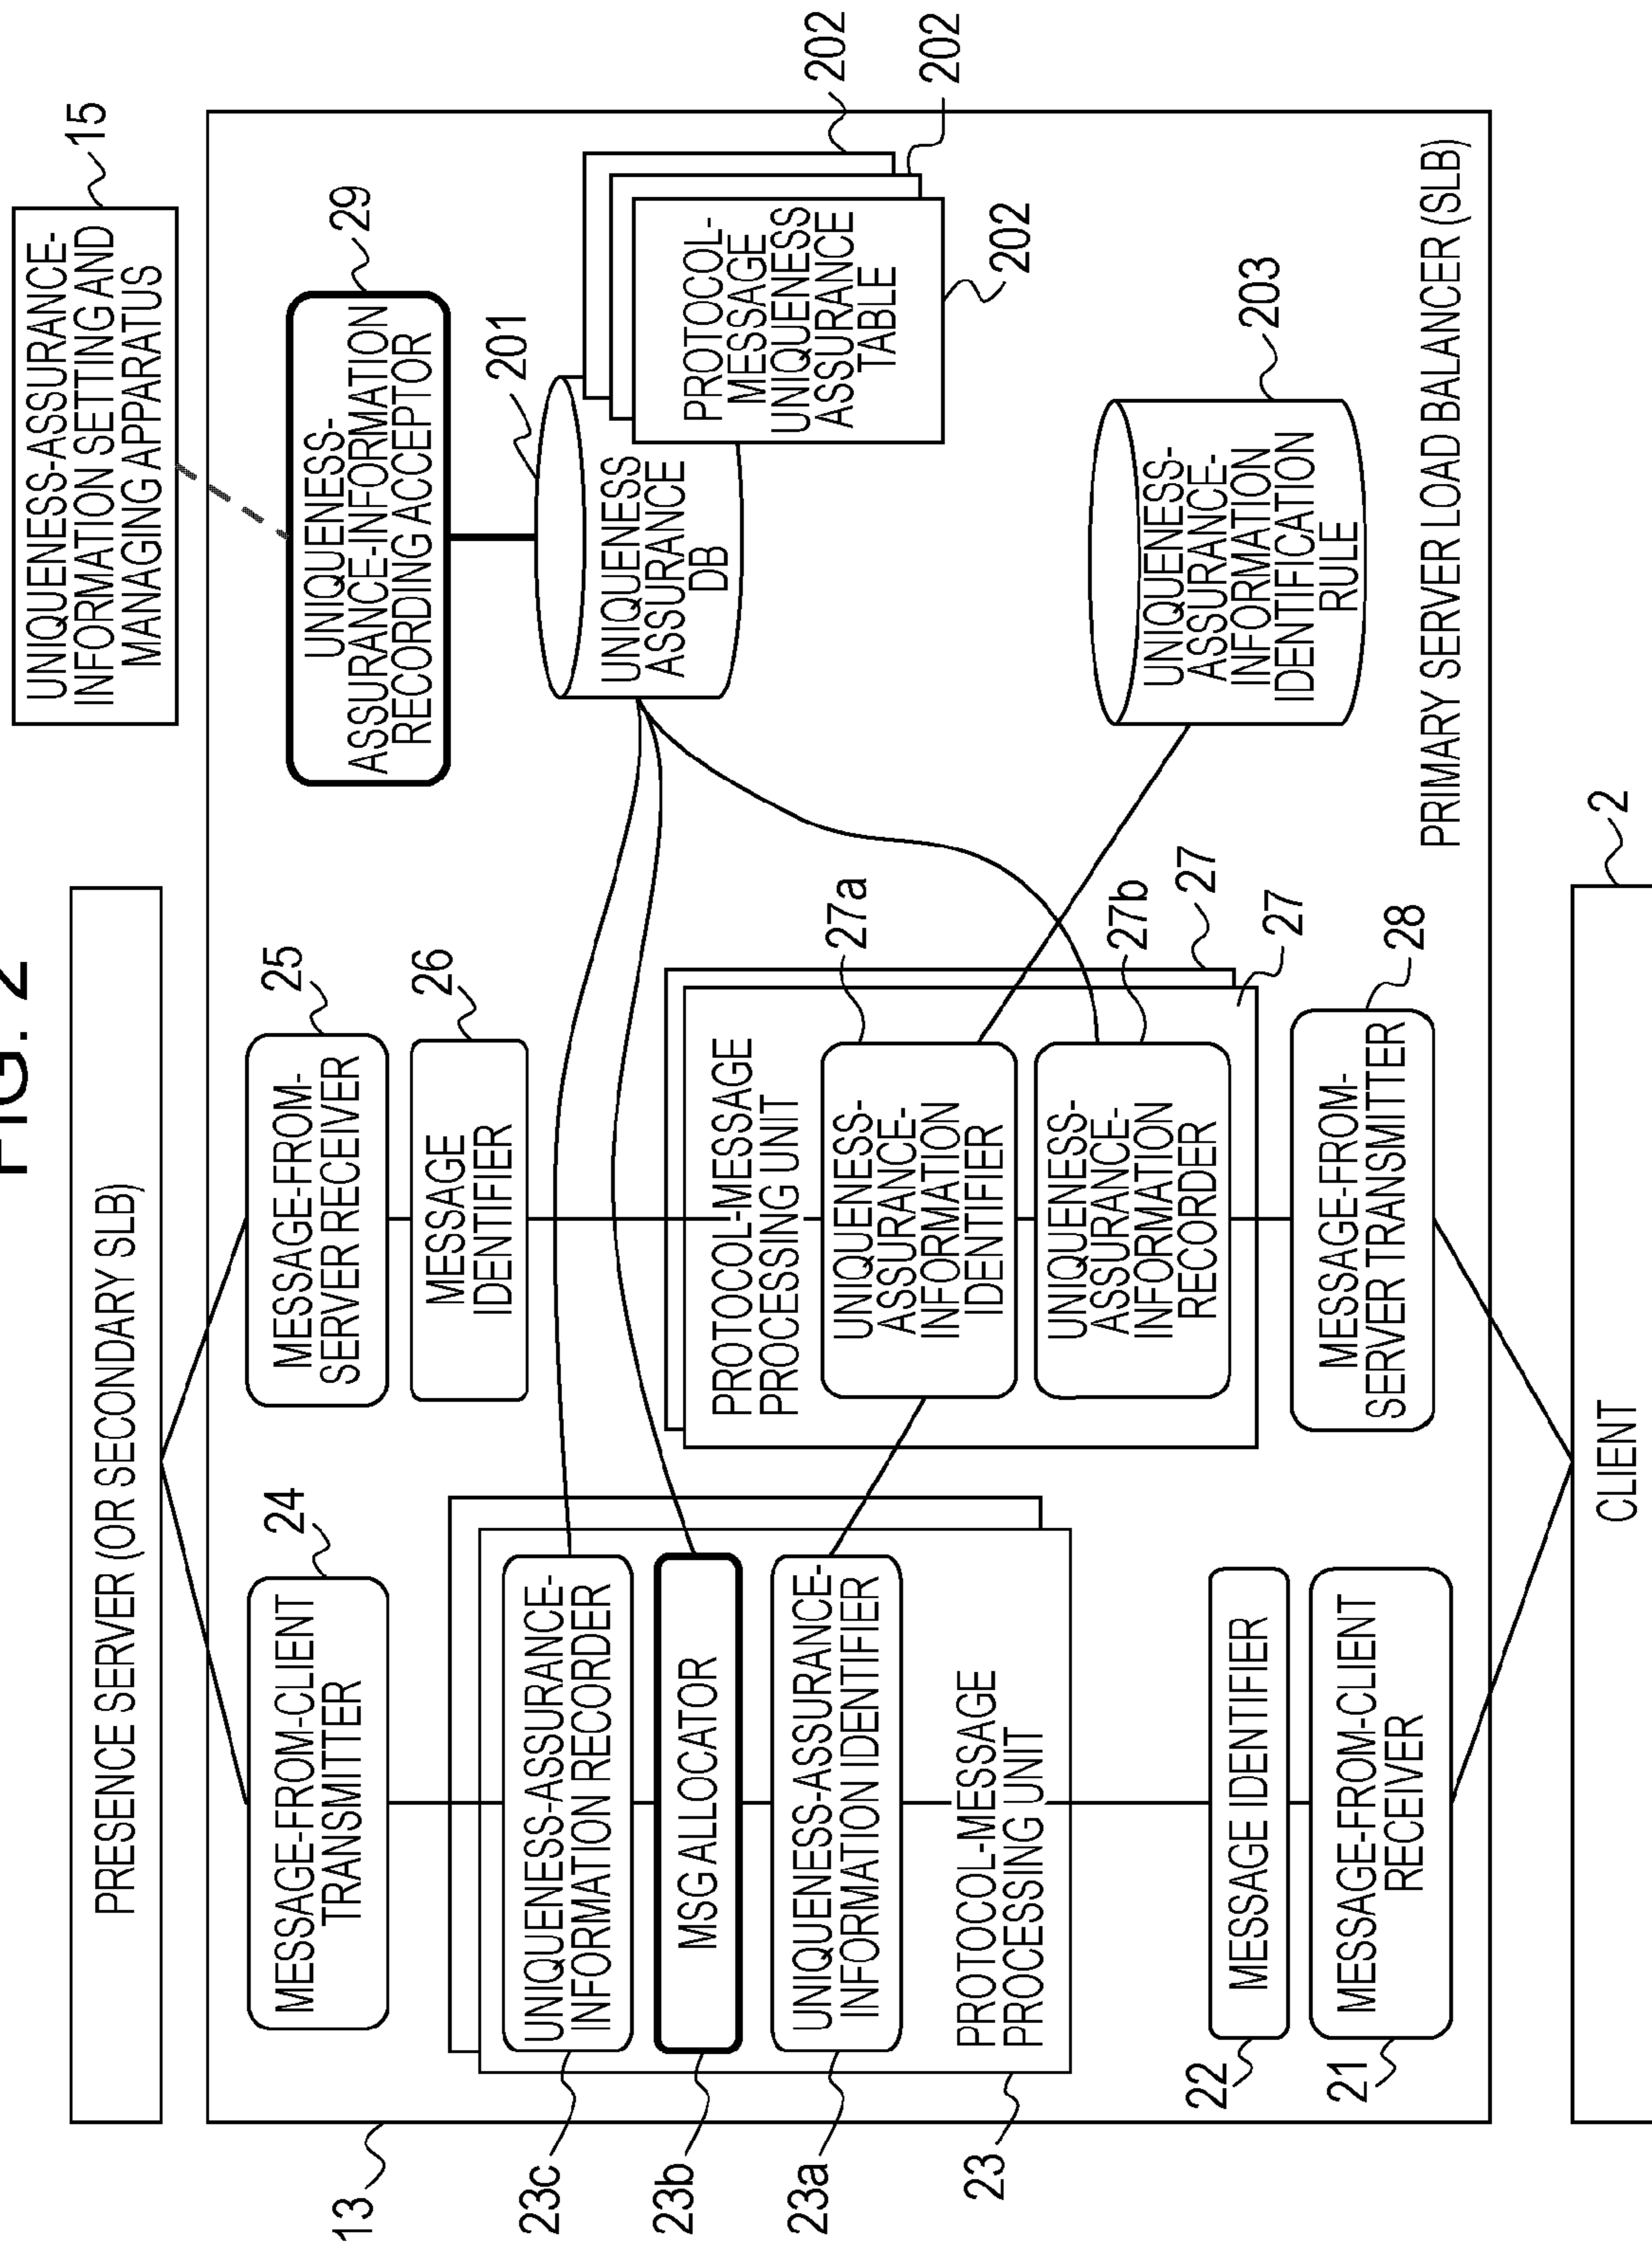 FIG. 2
PRESENCE SERVER (OR SECONDARY SLB)
UNIQUENESS-ASSURANCE-
INFORMATION SETTING AND
MANAGING APPARATUS
15
13
MESSAGE-FROM-CLIENT
TRANSMITTER
24
MESSAGE-FROM-
SERVER RECEIVER
25
UNIQUENESS-
ASSURANCE-INFORMATION
RECORDING ACCEPTOR
29
MESSAGE
IDENTIFIER
26
23c
UNIQUENESS-ASSURANCE-
INFORMATION RECORDER
23b
MSG ALLOCATOR
23a
UNIQUENESS-ASSURANCE-
INFORMATION IDENTIFIER
23
PROTOCOL-MESSAGE
PROCESSING UNIT
PROTOCOL-MESSAGE
PROCESSING UNIT
UNIQUENESS-
ASSURANCE-
INFORMATION
IDENTIFIER
27a
UNIQUENESS-
ASSURANCE-
INFORMATION
RECORDER
27b
27
27
UNIQUENESS
ASSURANCE
DB
201
PROTOCOL-
MESSAGE
UNIQUENESS
ASSURANCE
TABLE
202
202
202
UNIQUENESS-
ASSURANCE-
INFORMATION
IDENTIFICATION
RULE
203
22
MESSAGE IDENTIFIER
21
MESSAGE-FROM-CLIENT
RECEIVER
MESSAGE-FROM-
SERVER TRANSMITTER
28
PRIMARY SERVER LOAD BALANCER (SLB)
CLIENT
2